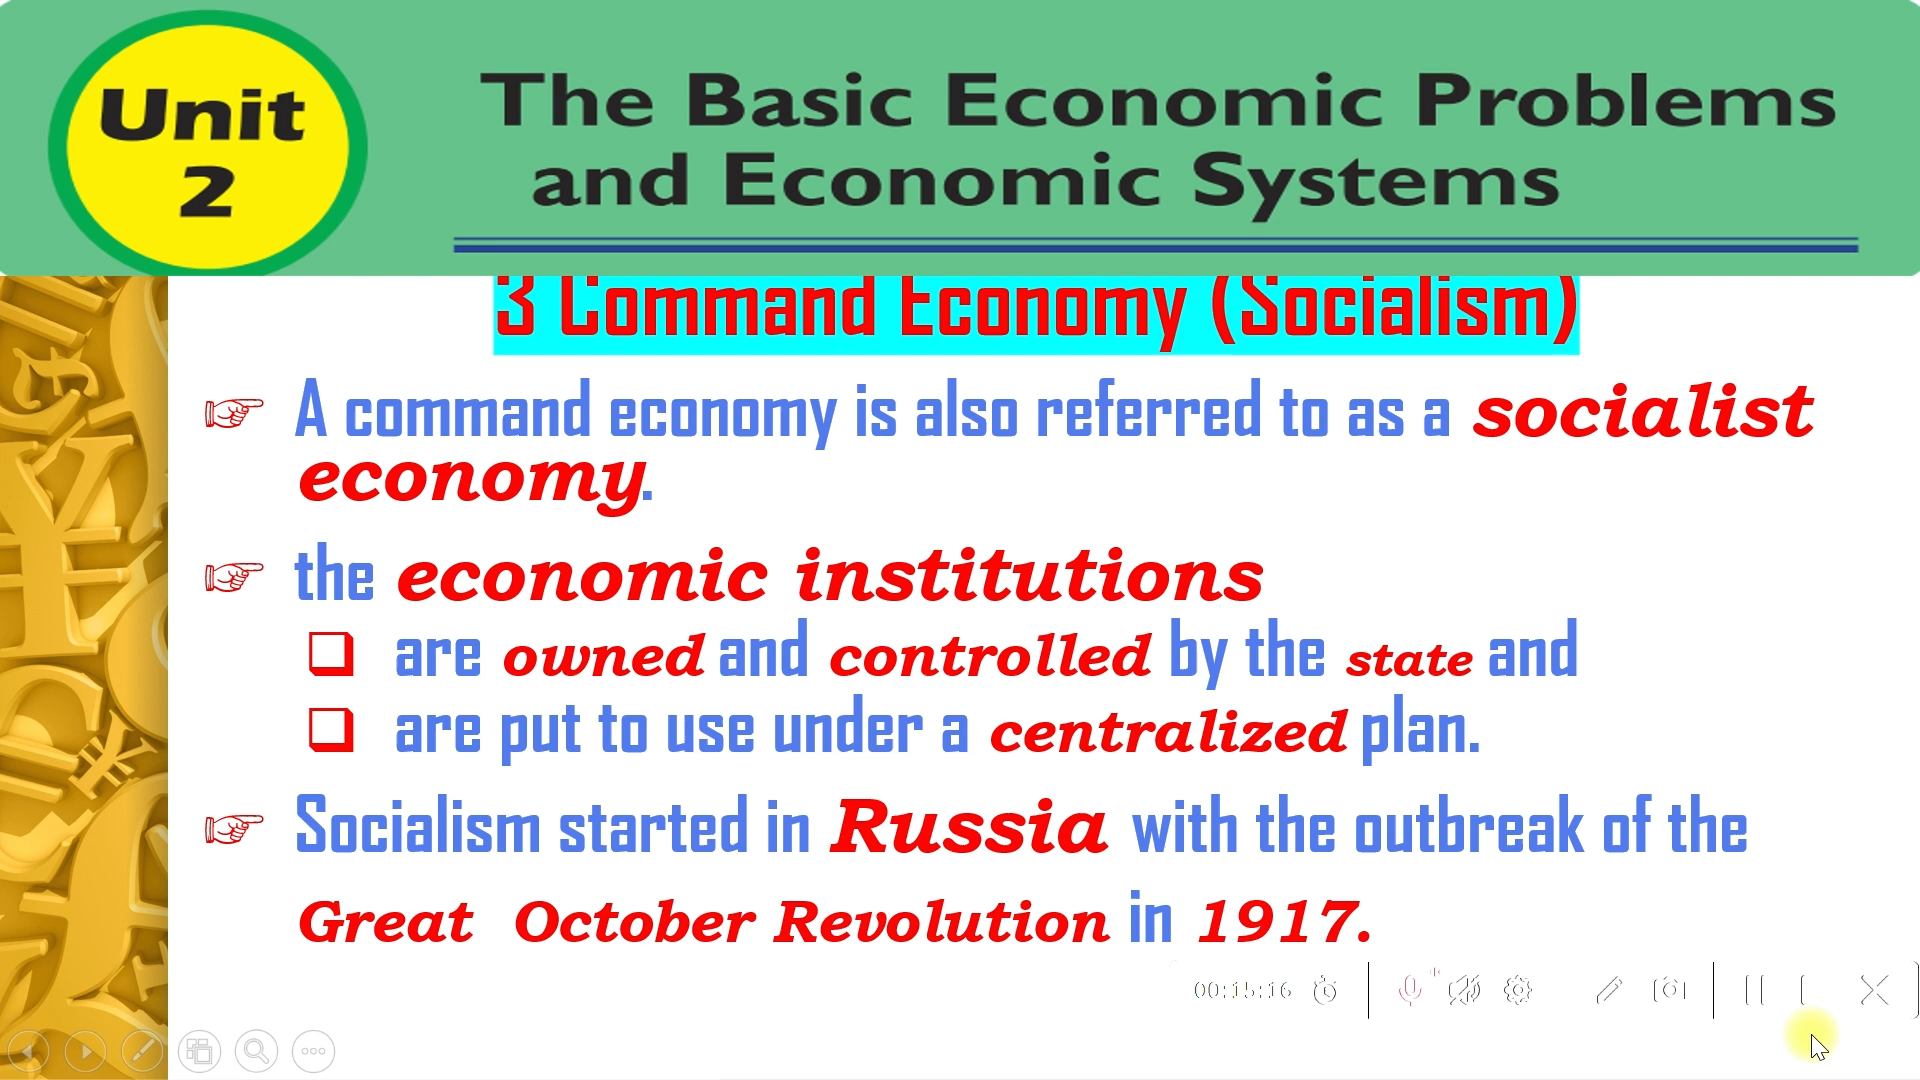 Unit
2
The Basic Economic Problems
and Economic Systems
3 Command Economy (Socialism)
A command economy is also referred to as a socialist
economy.
the economic institutions
are owned and controlled by the state and
are put to use under a centralized plan.
Socialism started in Russia with the outbreak of the
Great October Revolution in 1917.
00:15:16